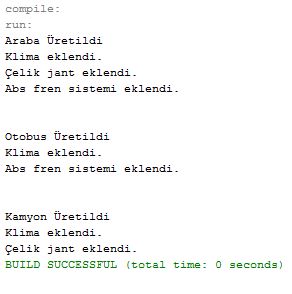 compile:
run:
Araba Üretildi
Klima eklendi.
Çelik jant eklendi.
Abs fren sistemi eklendi.
Otobus Üretildi
Klima eklendi.
Abs fren sistemi eklendi.
Kamyon Üretildi
Klima eklendi.
Çelik jant eklendi.
BUILD SUCCESSFUL (total time: 0 seconds)